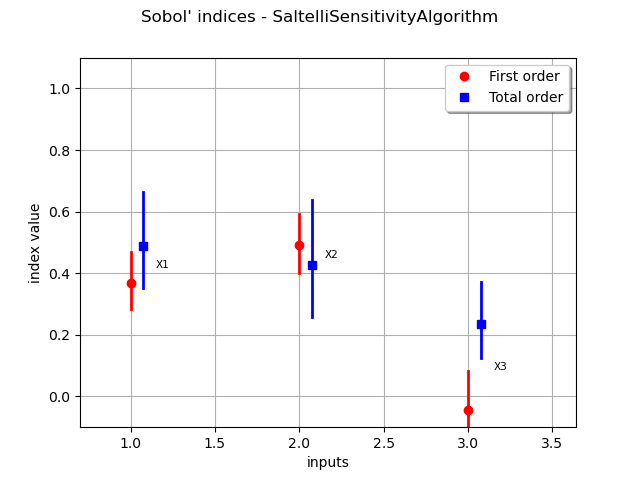 Sobol' indices - SaltelliSensitivityAlgorithm
First order
Total order
1.0
0.8
0.6
0.4
0.2
0.0
index value
X1
X2
X3
1.0
1.5
2.0
2.5
3.0
3.5
inputs